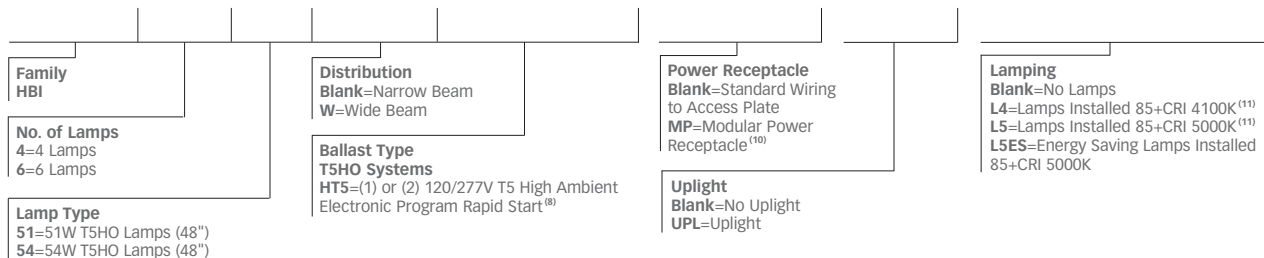 Family
HBI
No. of Lamps
4=4 Lamps
6=6 Lamps
Lamp Type
51=51W T5HO Lamps (48")
54=54W T5HO Lamps (48")
Distribution
Blank=Narrow Beam
W=Wide Beam
Ballast Type
T5HO Systems
HT5=(1) or (2) 120/277V T5 High Ambient
Electronic Program Rapid Start(8)
Power Receptacle
Blank=Standard Wiring
to Access Plate
MP=Modular Power
Receptacle(10)
Uplight
Blank=No Uplight
UPL=Uplight
Lamping
Blank=No Lamps
L4=Lamps Installed 85+CRI 4100K(11)
L5=Lamps Installed 85+CRI 5000K(11)
L5ES=Energy Saving Lamps Installed
85+CRI 5000K